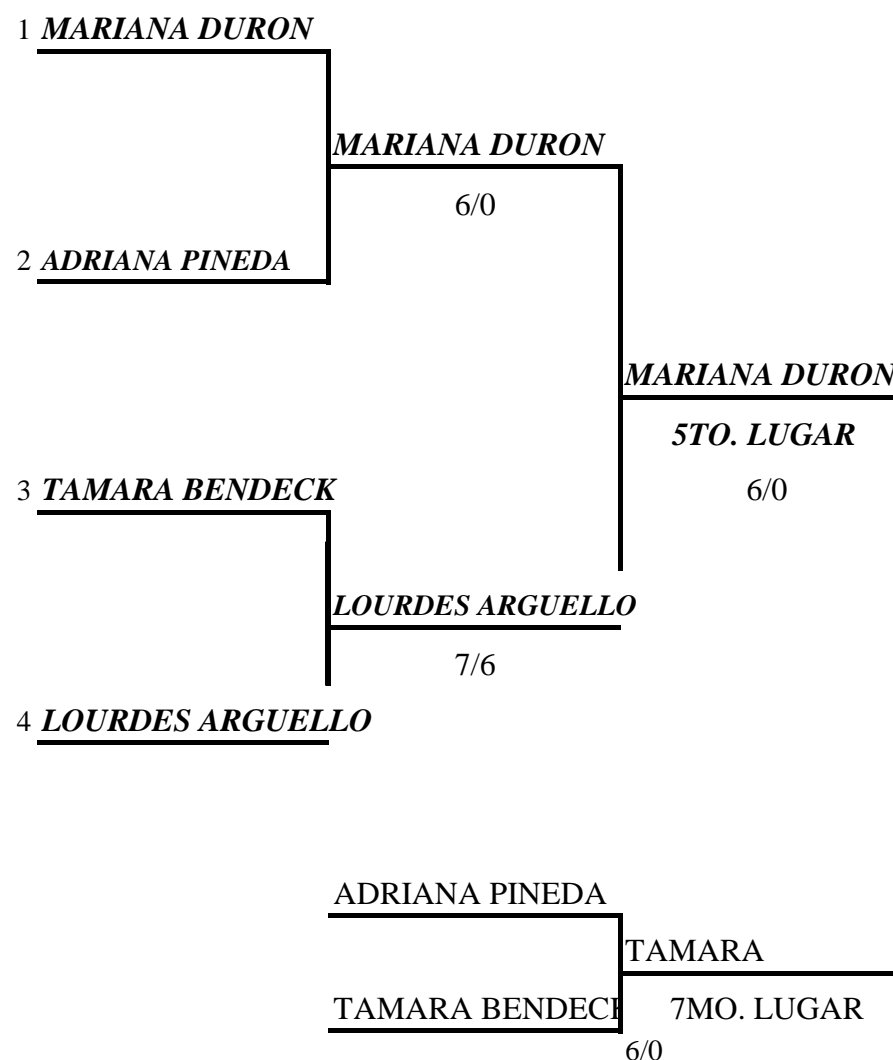 1 MARIANA DURON
MARIANA DURON
6/0
2 ADRIANA PINEDA
MARIANA DURON
5TO. LUGAR
3 TAMARA BENDECK
6/0
LOURDES ARGUELLO
7/6
4 LOURDES ARGUELLO
ADRIANA PINEDA
TAMARA
TAMARA BENDECK
7MO. LUGAR
6/0